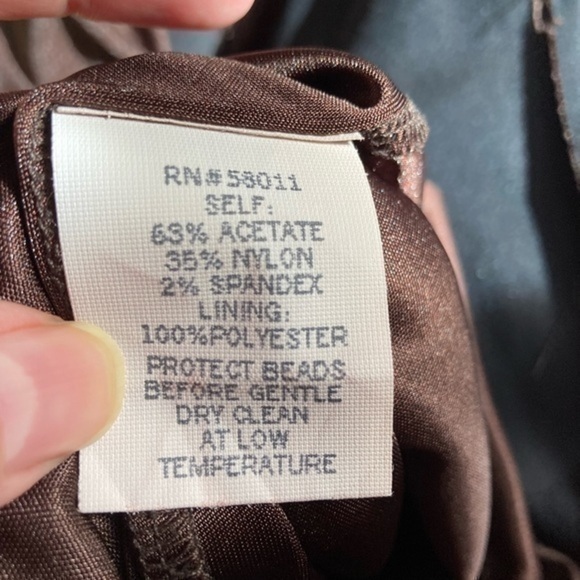 RN#58011
SELF:
63% ACETATE
35% NYLON
2% SPANDEX
LINING:
100%POLYESTER
PROTECT BEADS
BEFORE GENTLE
DRY CLEAN
AT LOW
TEMPERATURE